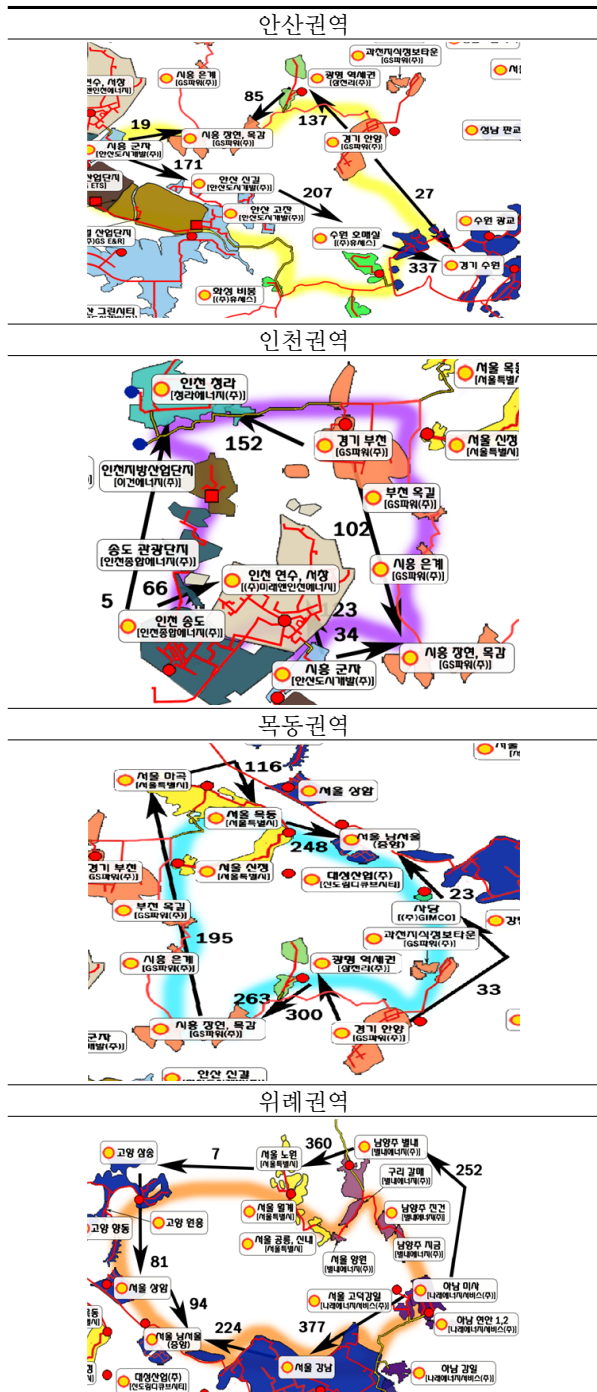 안산권역
과천지식정보타운
[GS파워(주)]
시흥 은계
[GS파워(주)]
광명 역세권
[삼천리(주)]
연수, 서창
85
137
19
시흥 장현, 목감
[GS파워(주)]
경기 안양
[GS파워(주)]
성남 판교
시흥 군자
[안산도시개발(주)]
171
안산 신길
[안산도시개발(주)]
207
27
안산 고잔
[안산도시개발(주)]
수원 호매실
[(주)휴세스]
수원 광교
337
경기 수원
화성 비봉
[(주)휴세스]
인천권역
인천 청라
[청라에너지(주)]
서울 목동
[서울특별시]
152
경기 부천
[GS파워(주)]
서울 신정
[서울특별시]
인천지방산업단지
[이건에너지(주)]
부천 옥길
[GS파워(주)]
102
송도 관광단지
[인천종합에너지(주)]
인천 연수, 서창
[(주)미래엔인천에너지]
시흥 은계
[GS파워(주)]
5
66
인천 송도
[인천종합에너지(주)]
34
시흥 장현, 목감
[GS파워(주)]
시흥 군자
[안산도시개발(주)]
목동권역
116
서울 마곡
[서울특별시]
서울 상암
서울 목동
[서울특별시]
서울 남서울
(중앙)
248
경기 부천
GS파워(주)]
서울 신정
[서울특별시]
대성산업(주)
[신도림디큐브시티]
23
부천 옥길
[GS파워(주)]
사당
[(주)GIMCO]
195
과천지식정보타운
[GS파워(주)]
시흥 은계
[GS파워(주)]
광명 역세권
[삼천리(주)]
33
263
300
시흥 장현, 목감
[GS파워(주)]
경기 안양
[GS파워(주)]
안산 신길
위례권역
고양 삼송
7
서울 노원
[서울특별시]
360
남양주 별내
[별내에너지(주)]
252
구리 갈매
[별내에너지(주)]
서울 월계
[서울특별시]
남양주 진건
[별내에너지(주)]
고양 향동
고양 원흥
서울 공릉, 신내
[서울특별시]
남양주 지금
[별내에너지(주)]
81
서울 양원
[별내에너지(주)]
서울 상암
서울 고덕강일
[나래에너지서비스(주)]
하남 미사
[나래에너지서비스(주)]
94
서울 남서울
(중앙)
224
377
하남 현안 1,2
[나래에너지서비스(주)]
서울 강남
대성산업(주)
[신도림디큐브시티]
하남 감일
[나래에너지서비스(주)]